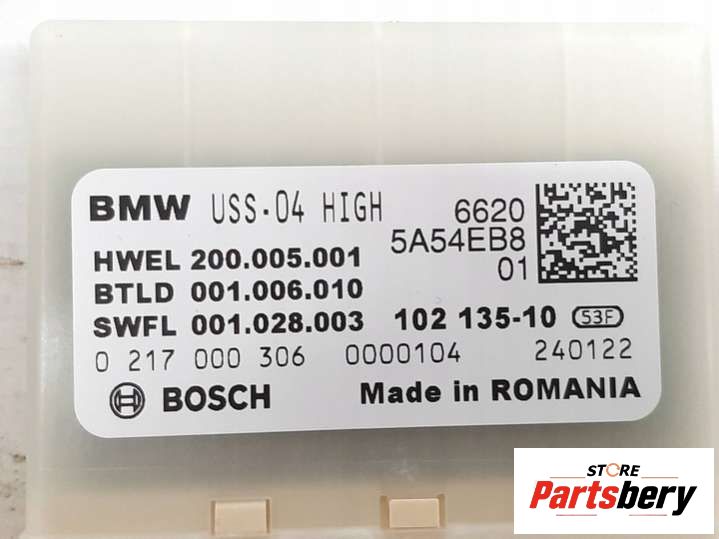 BMW USS-04 HIGH 6620
5A54EB8
01
HWEL 200.005.001
BTLD 001.006.010
SWFL 001.028.003 102 135-10 53F
0 217 000 306 0000104 240122
BOSCH Made in ROMANIA
STORE
Partsbery